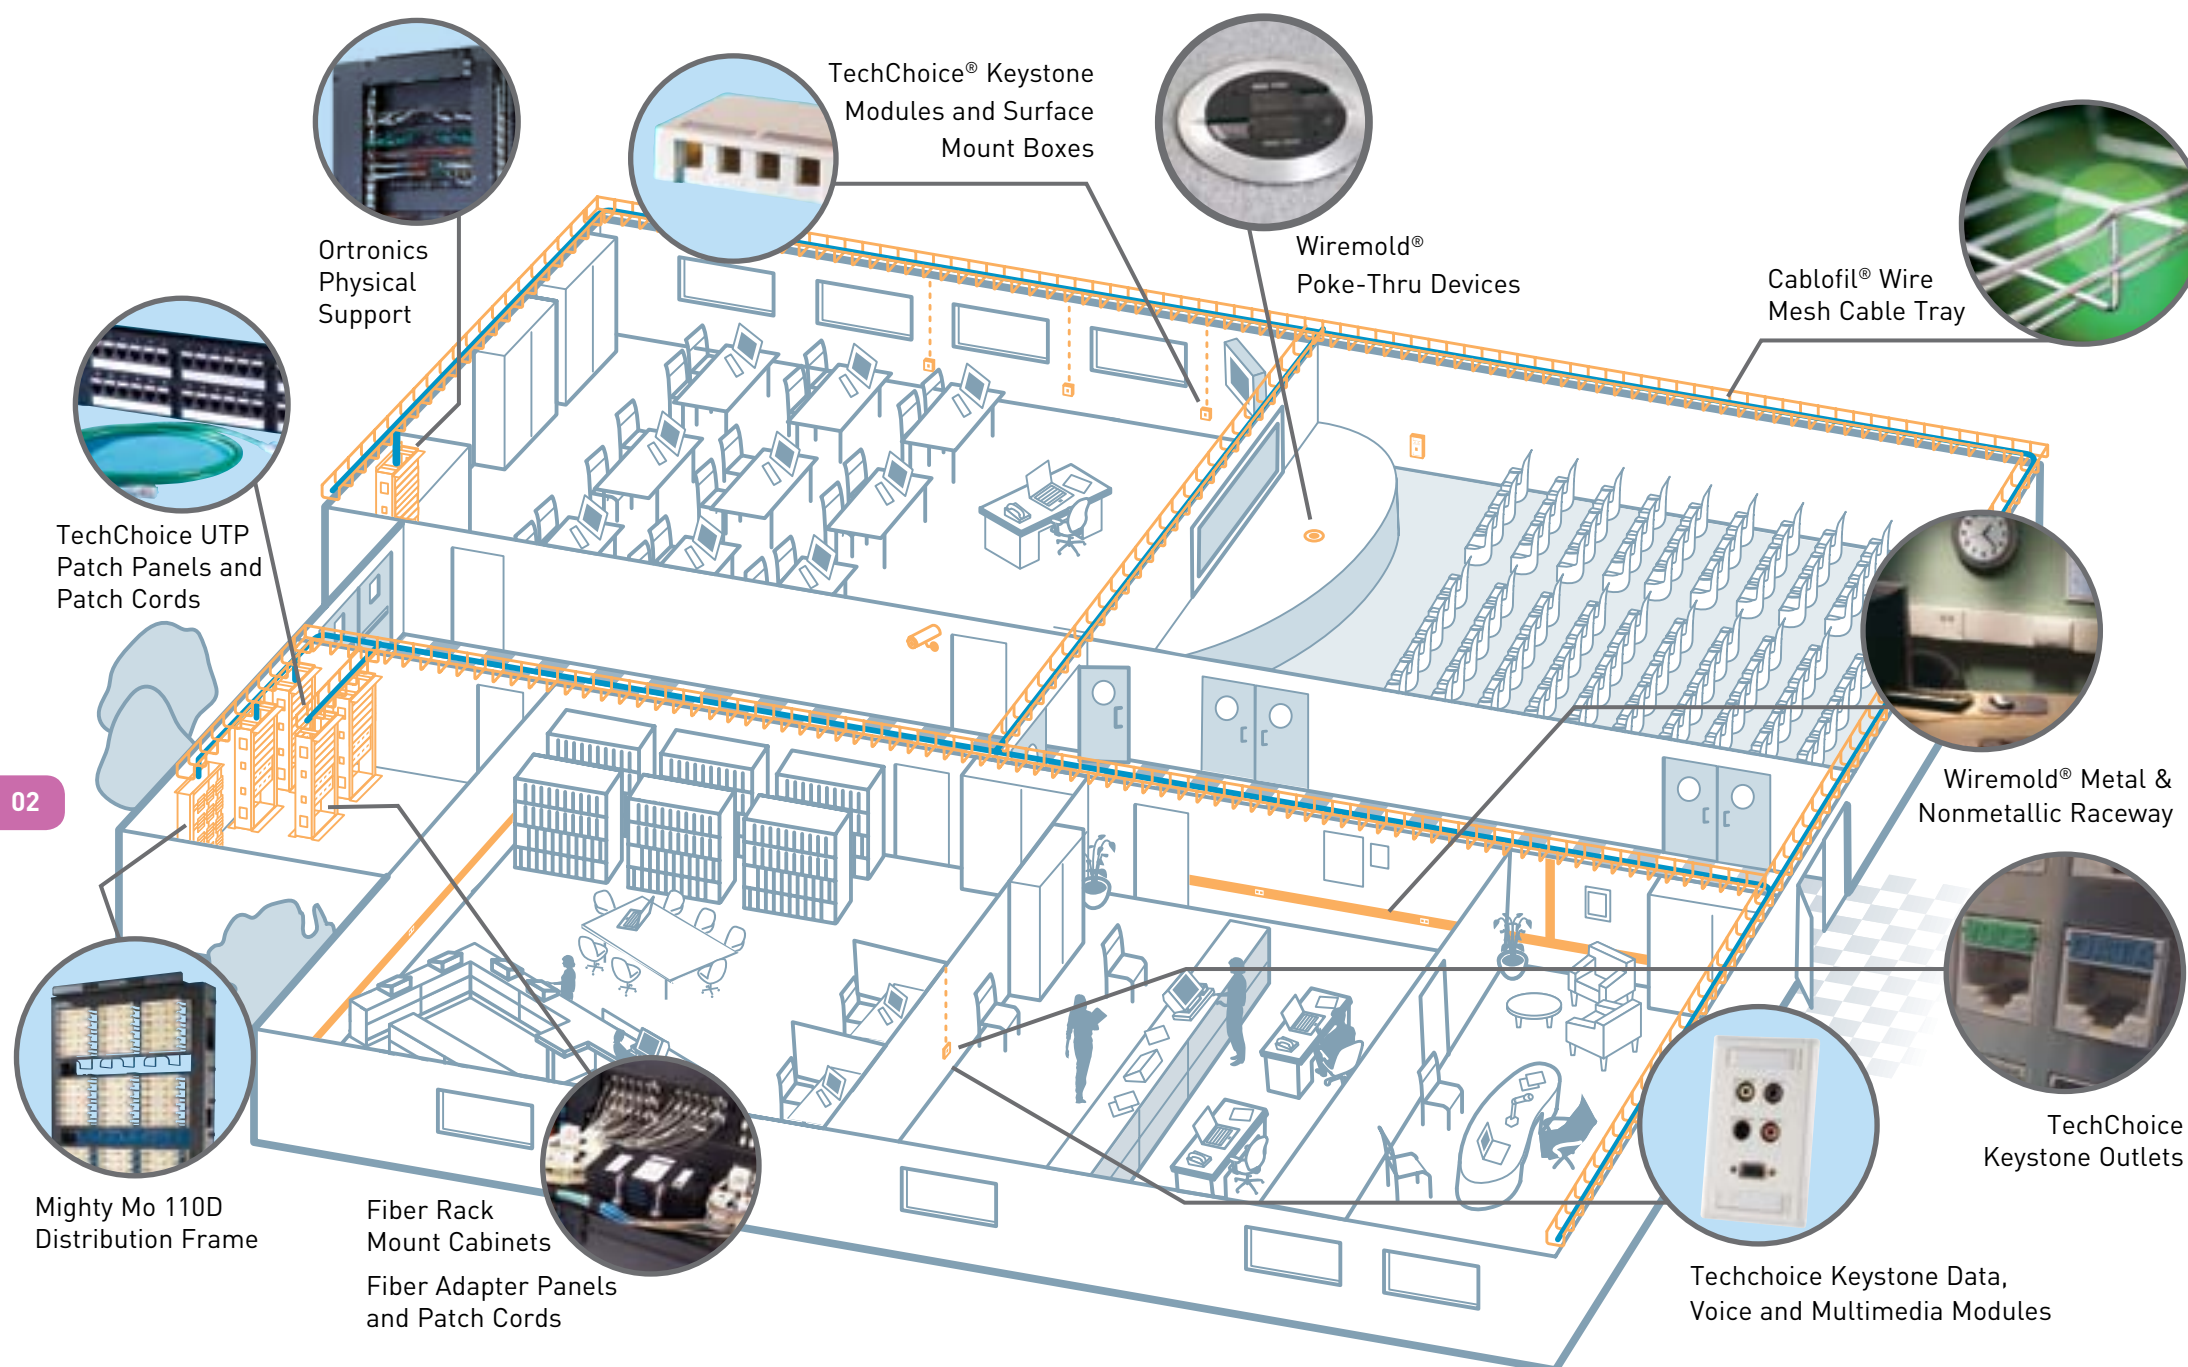 TechChoice® Keystone
Modules and Surface
Mount Boxes
Ortronics
Physical
Support
Wiremold®
Poke-Thru Devices
Cablofil® Wire
Mesh Cable Tray
TechChoice UTP
Patch Panels and
Patch Cords
02
Wiremold® Metal &
Nonmetallic Raceway
TechChoice
Keystone Outlets
Mighty Mo 110D
Distribution Frame
Fiber Rack
Mount Cabinets
Fiber Adapter Panels
and Patch Cords
Techchoice Keystone Data,
Voice and Multimedia Modules